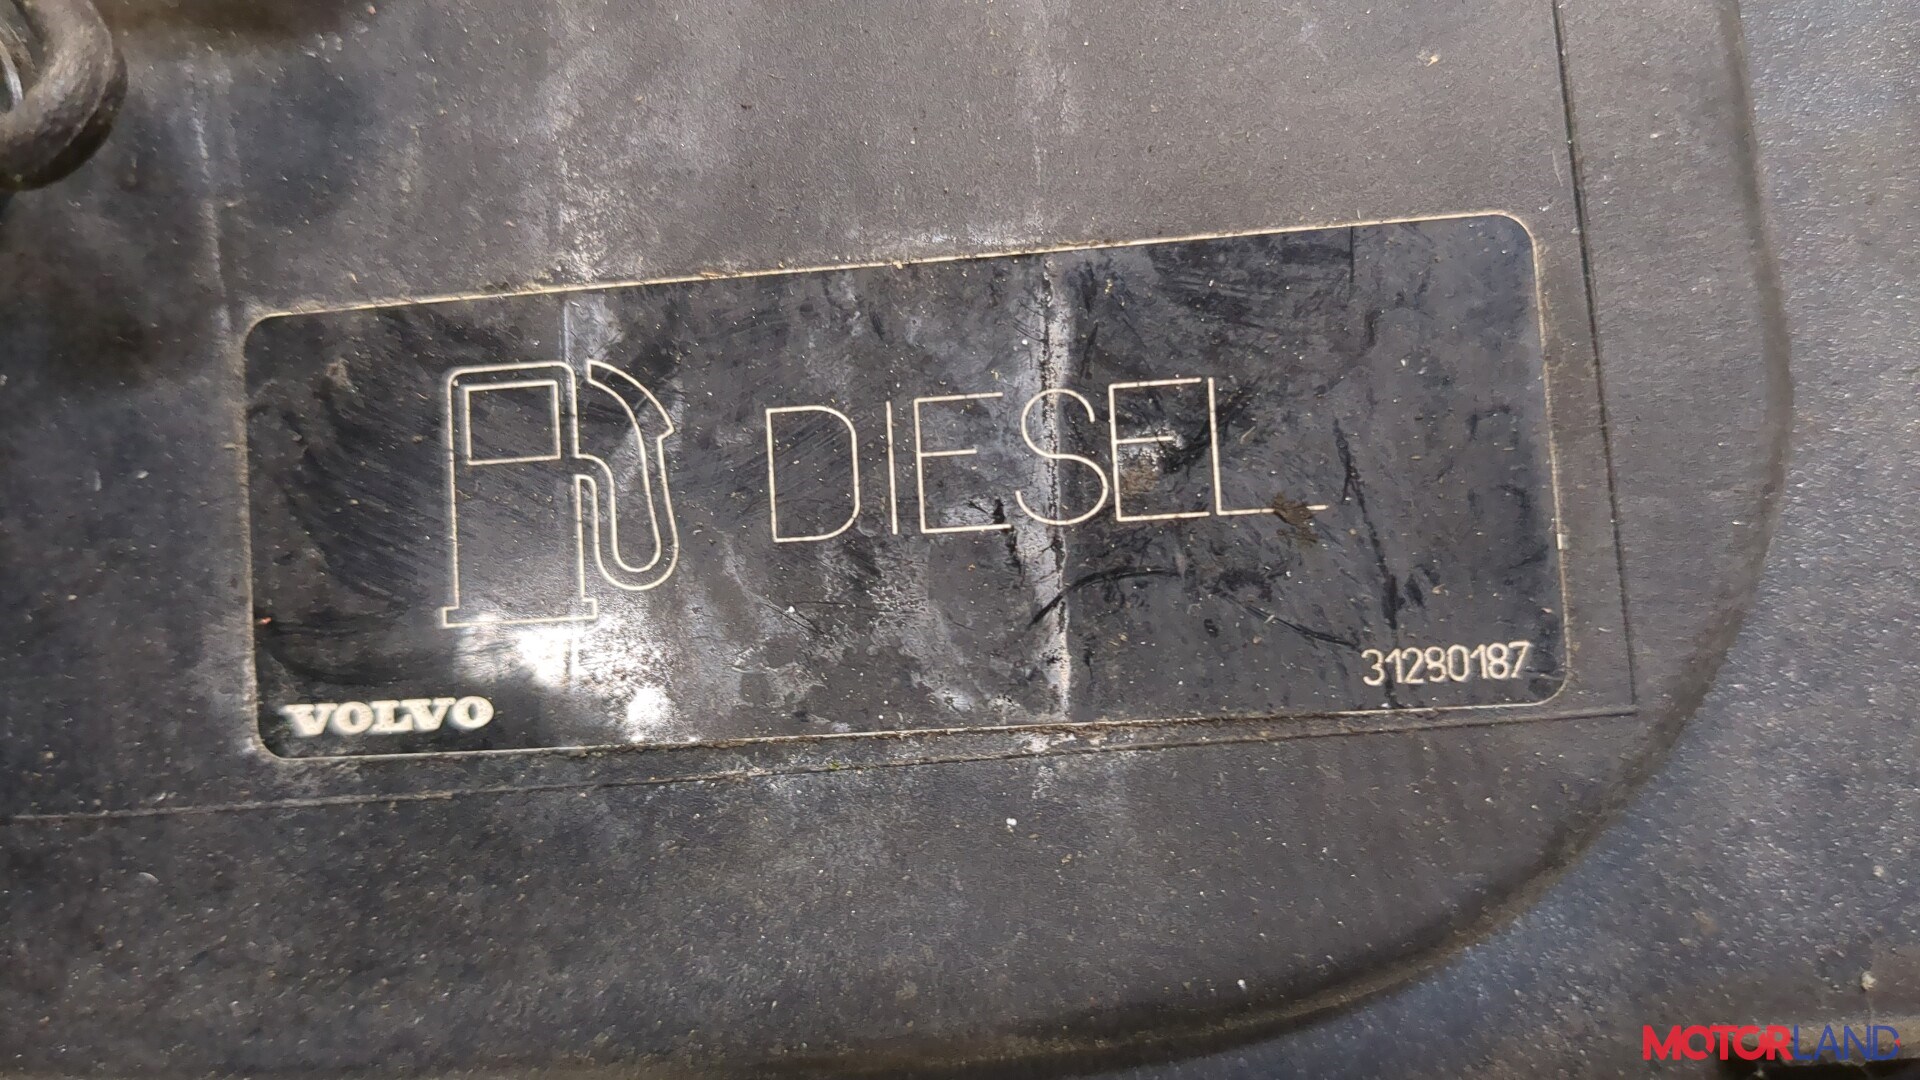 DIESEL
31280187
VOLVO
MOTORLAND